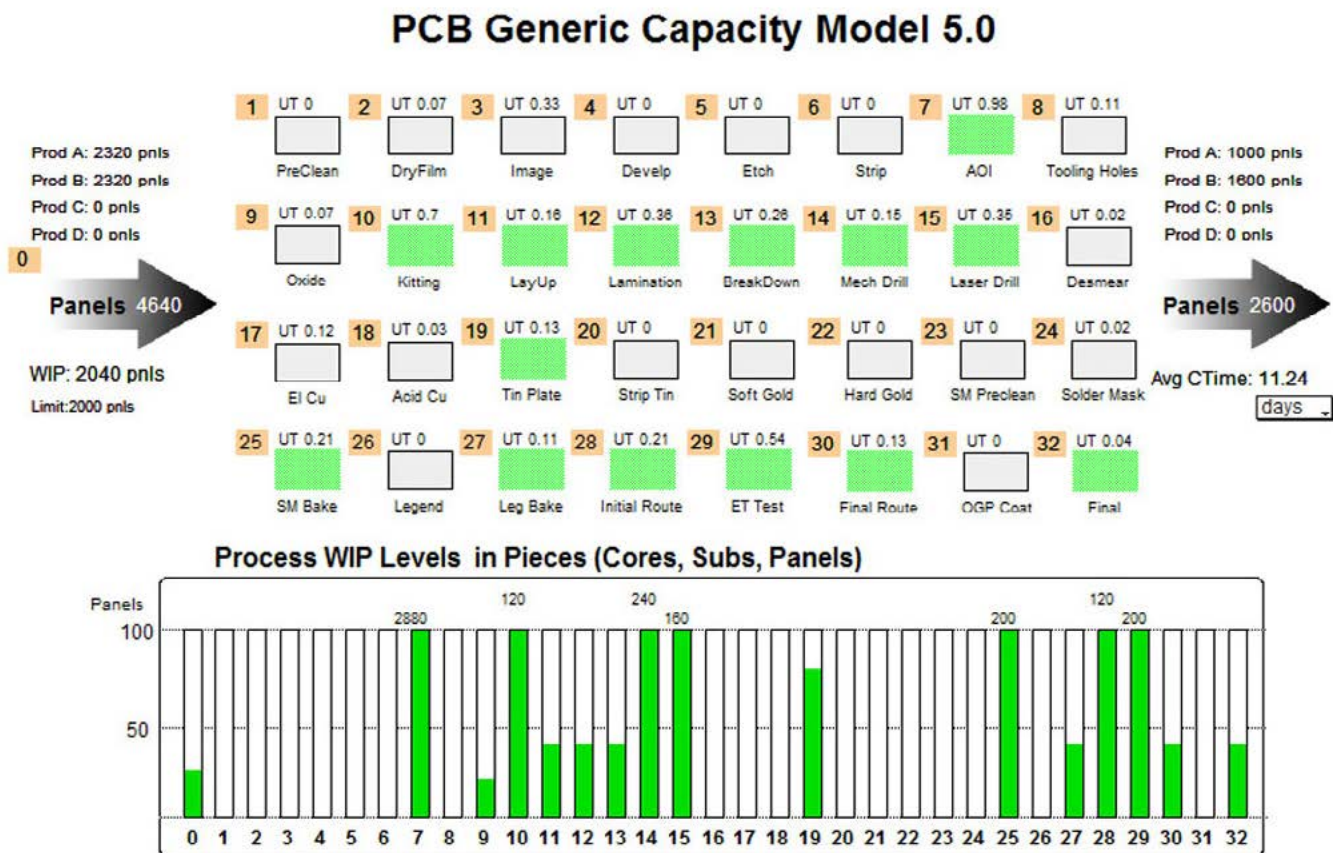 PCB Generic Capacity Model 5.0
1 UT 0 2 UT 0.07 3 UT 0.33 4 UT 0 5 UT 0 6 UT 0 7 UT 0.98 8 UT 0.11
PreClean DryFilm Image Develp Etch Strip AOI Tooling Holes
Prod A: 2320 pnls
Prod B: 2320 pnls
Prod C: 0 pnls
Prod D: 0 pnls
0
Panels 4640
WIP: 2040 pnls
Limit:2000 pnls
9 UT 0.07 10 UT 0.7 11 UT 0.16 12 UT 0.36 13 UT 0.26 14 UT 0.15 15 UT 0.35 16 UT 0.02
Oxide Kitting LayUp Lamination BreakDown Mech Drill Laser Drill Desmear
17 UT 0.12 18 UT 0.03 19 UT 0.13 20 UT 0 21 UT 0 22 UT 0 23 UT 0 24 UT 0.02
El Cu Acid Cu Tin Plate Strip Tin Soft Gold Hard Gold SM Preclean Solder Mask
25 UT 0.21 26 UT 0 27 UT 0.11 28 UT 0.21 29 UT 0.54 30 UT 0.13 31 UT 0 32 UT 0.04
SM Bake Legend Leg Bake Initial Route ET Test Final Route OGP Coat Final
Prod A: 1000 pnls
Prod B: 1600 pnls
Prod C: 0 pnls
Prod D: 0 pnls
Panels 2600
Avg CTime: 11.24
days
Process WIP Levels in Pieces (Cores, Subs, Panels)
Panels
120 240 120
2880 160 200 200
100
50
0 1 2 3 4 5 6 7 8 9 10 11 12 13 14 15 16 17 18 19 20 21 22 23 24 25 26 27 28 29 30 31 32